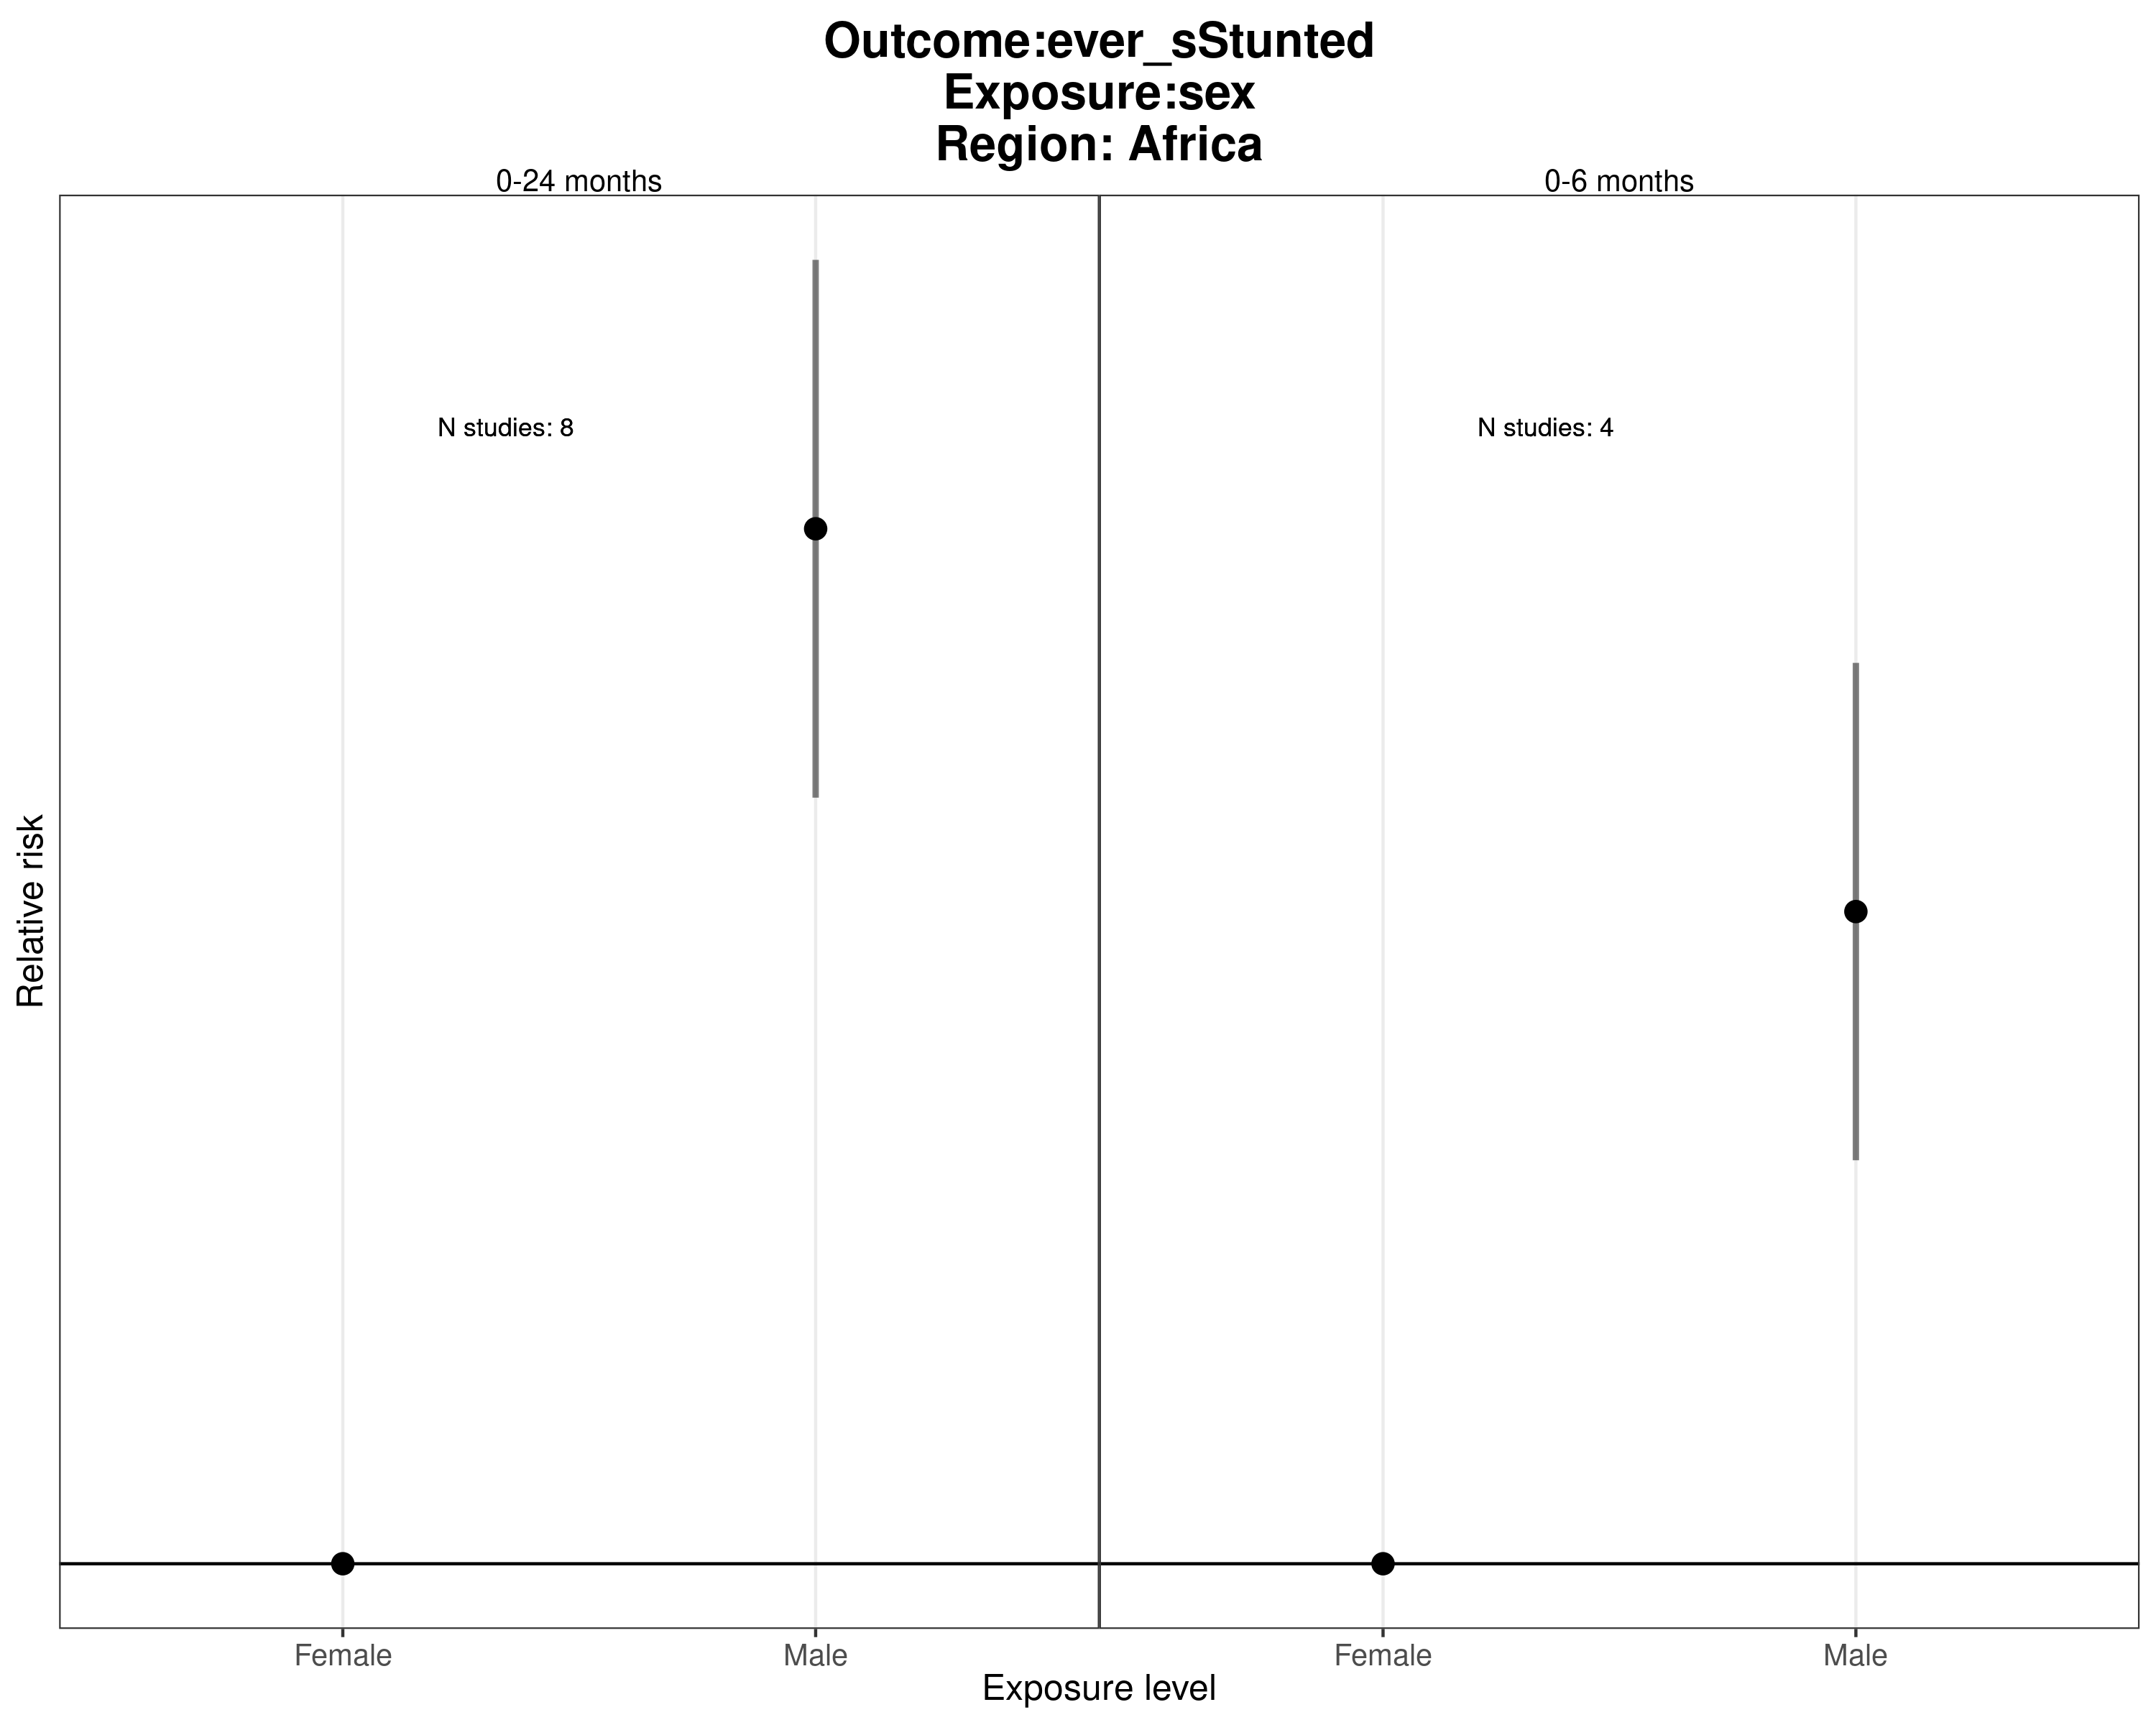 Outcome:ever_sStunted
Exposure:sex
Region: Africa
0-24 months
0-6 months
N studies: 8
N studies: 4
Relative risk
Female
Male
Female
Male
Exposure level